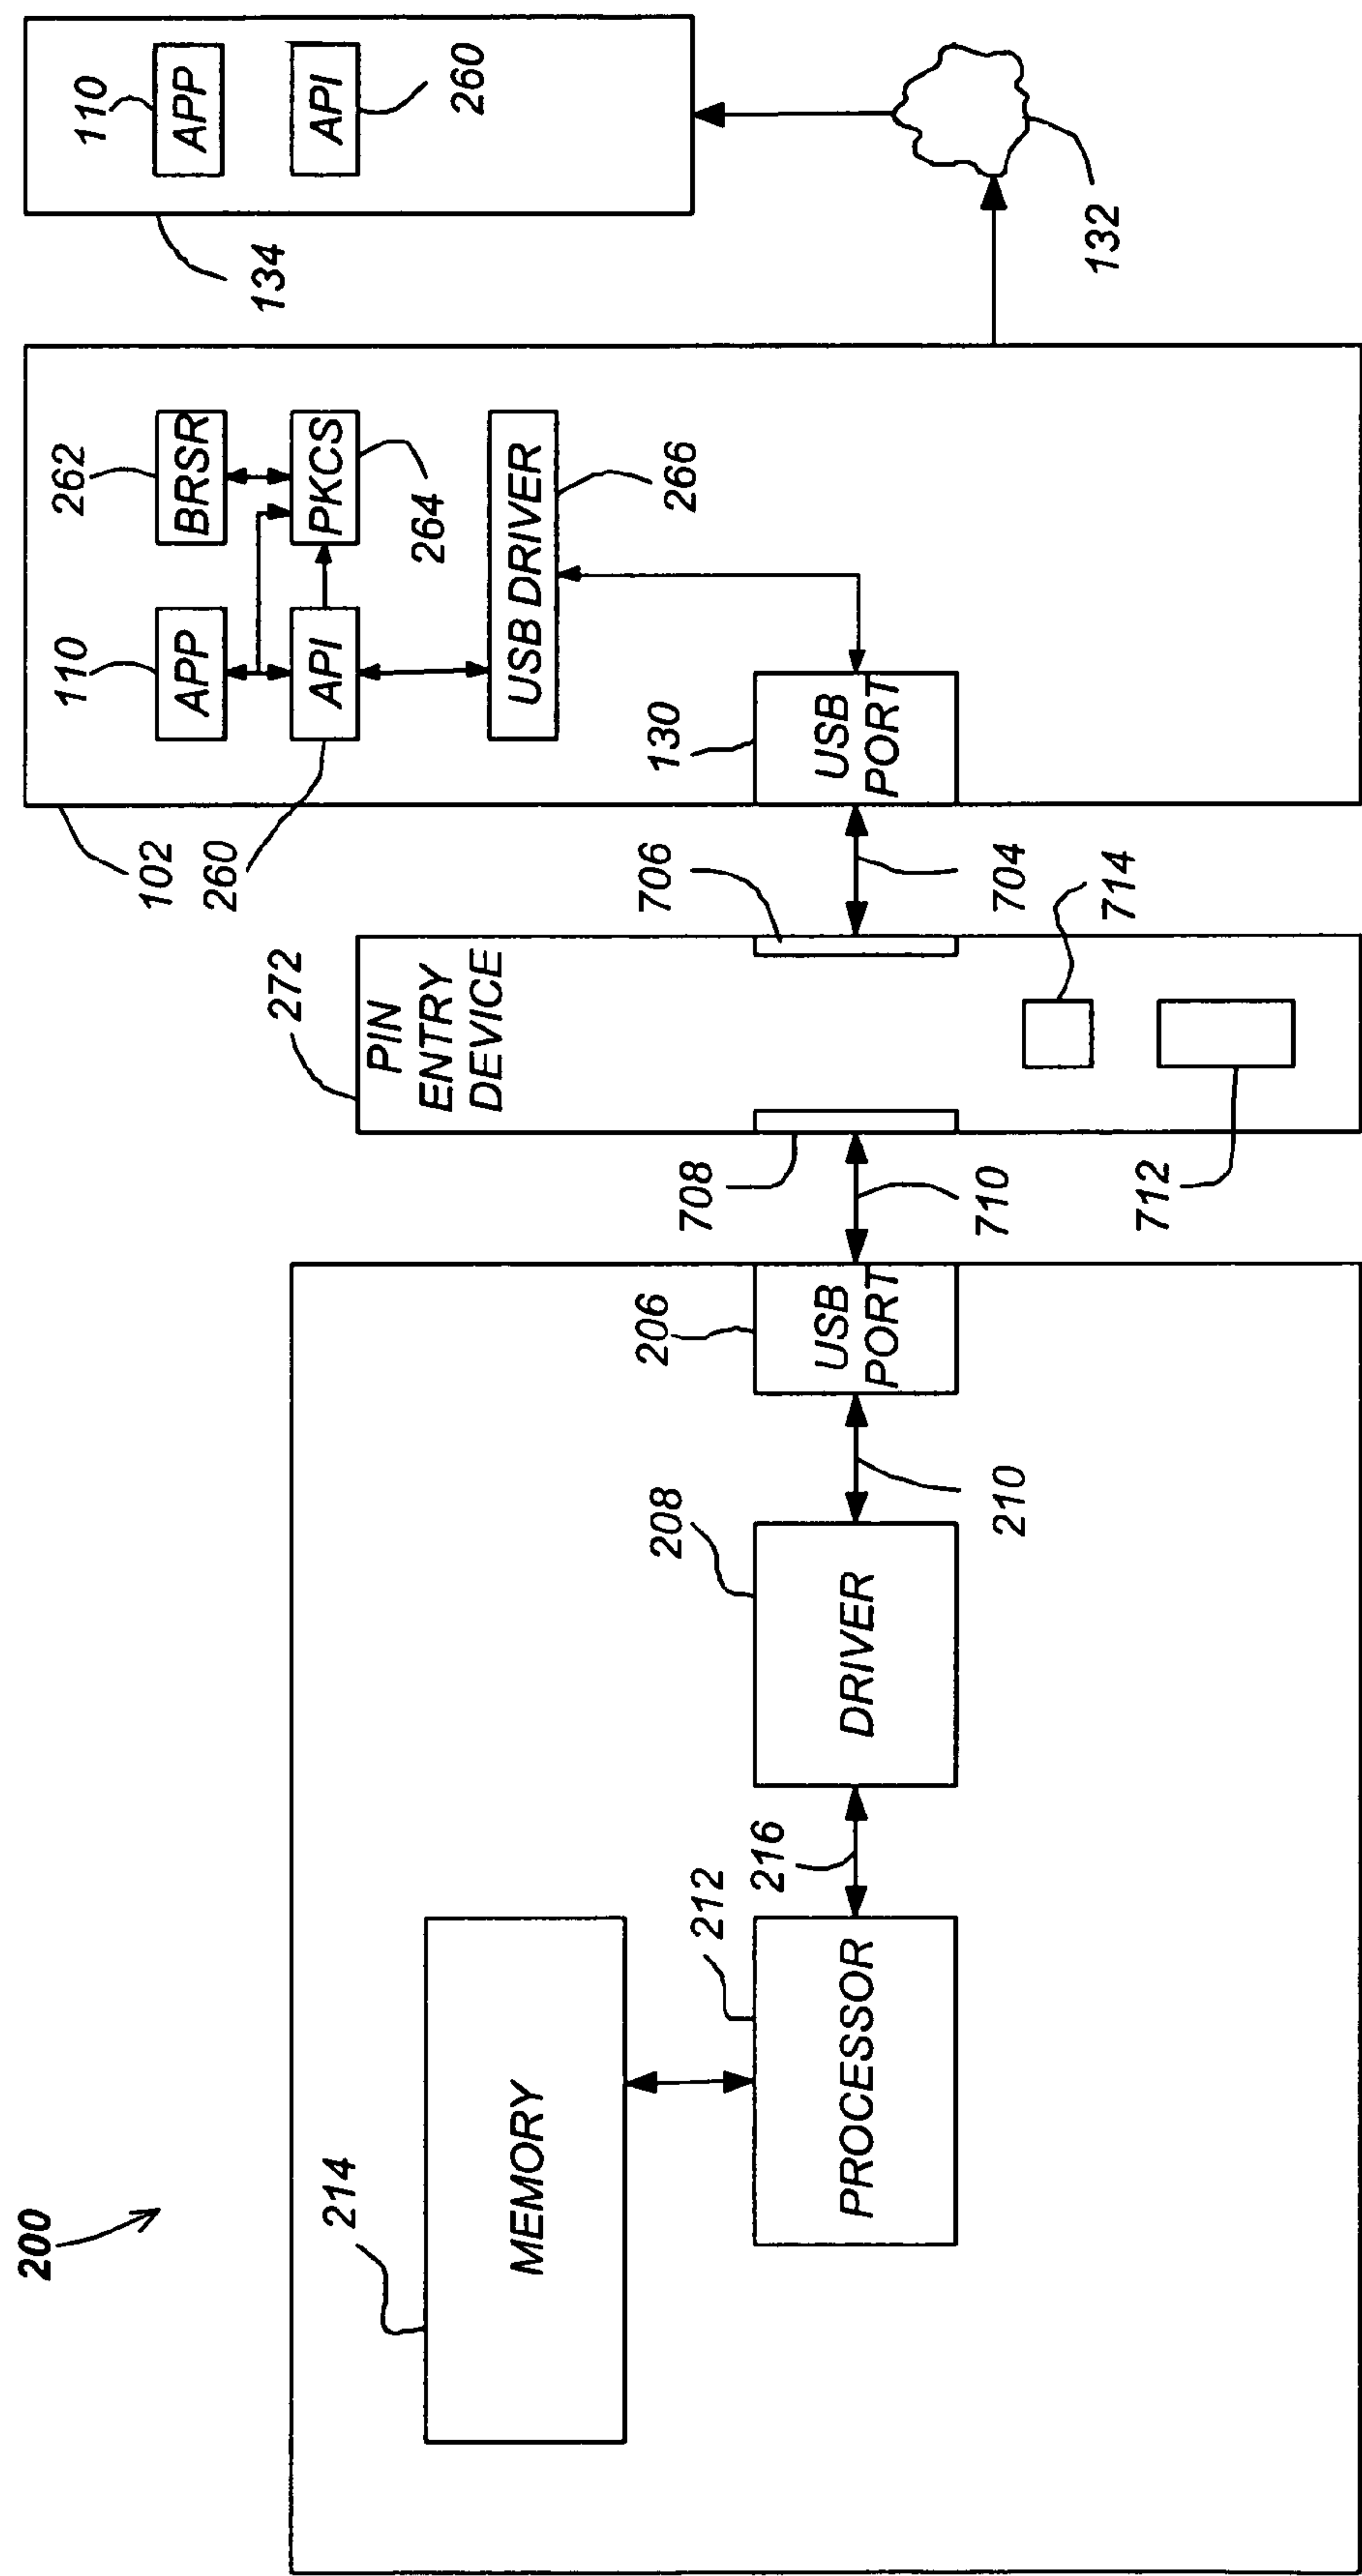 200
214
MEMORY
212
PROCESSOR
216
208
DRIVER
210
206
USB
PORT
708
710
272
PIN
ENTRY
DEVICE
712
714
706
704
102
260
110
APP
262
BRSR
API
PKCS
264
USB DRIVER
266
130
USB
PORT
134
110
APP
API
260
132